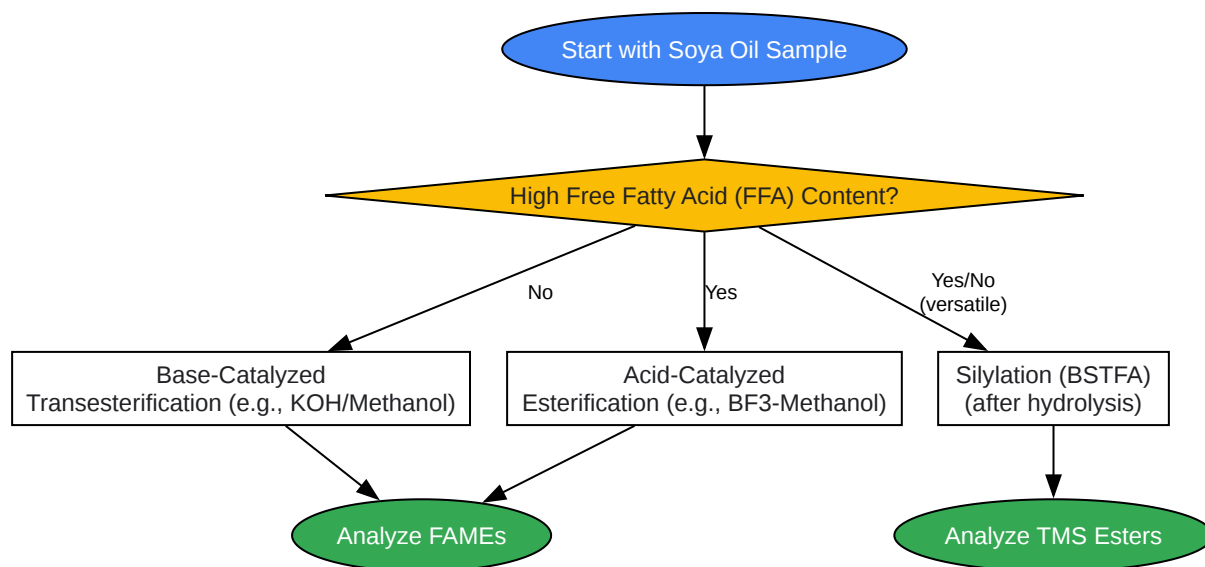 Start with Soya Oil Sample
High Free Fatty Acid (FFA) Content?
No
Yes
Yes/No
(versatile)
Base-Catalyzed
Transesterification (e.g., KOH/Methanol)
Acid-Catalyzed
Esterification (e.g., BF3-Methanol)
Silylation (BSTFA)
(after hydrolysis)
Analyze FAMEs
Analyze TMS Esters